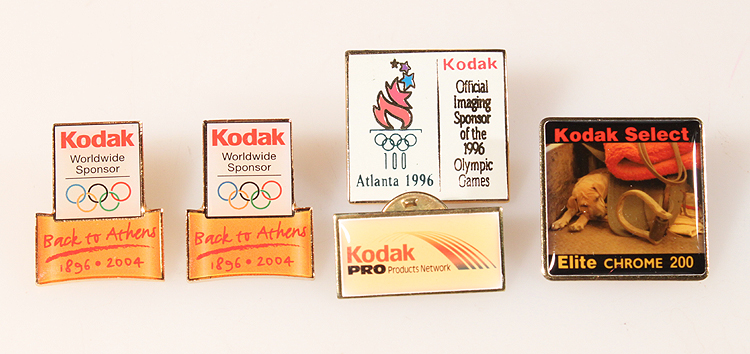 Kodak
Worldwide
Sponsor
Back to Athens
1896 • 2004
Kodak
Worldwide
Sponsor
Back to Athens
1896 • 2004
100
Atlanta 1996
Kodak
Official
Imaging
Sponsor
of the
1996
Olympic
Games
Kodak
PRO Products Network
Kodak Select
Elite CHROME 200